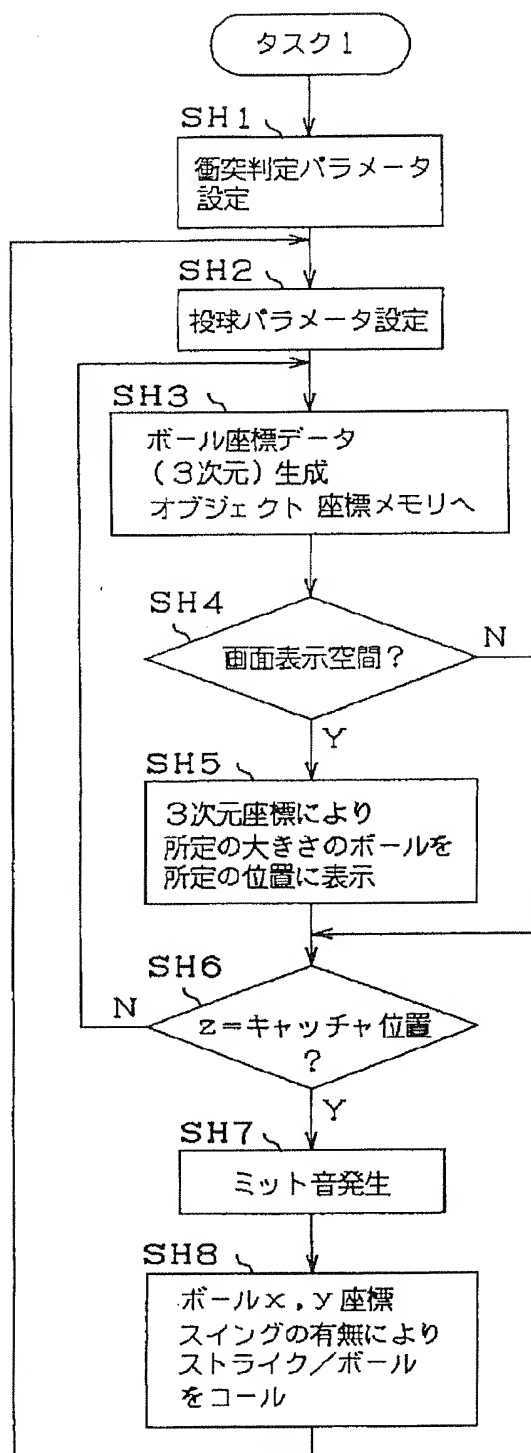 タスク1
SH1
衝突判定パラメータ
設定
SH2
投球パラメータ設定
SH3
ボール座標データ
(3次元)生成
オブジェクト 座標メモリへ
SH4
画面表示空間?
N
Y
SH5
3次元座標により
所定の大きさのボールを
所定の位置に表示
SH6
N
z=キャッチャ位置
?
Y
SH7
ミット音発生
SH8
ボールx,y座標
スイングの有無により
ストライク/ボール
をコール